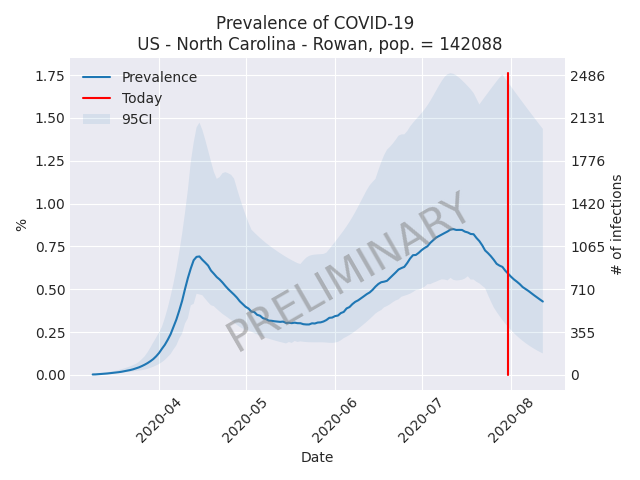 Prevalence of COVID-19
US - North Carolina - Rowan, pop. = 142088
Prevalence
Today
95CI
1.75
1.50
1.25
1.00
0.75
0.50
0.25
0.00
%
2486
2131
1776
1420
1065
710
355
0
# of infections
PRELIMINARY
2020-04
2020-05
2020-06
2020-07
2020-08
Date